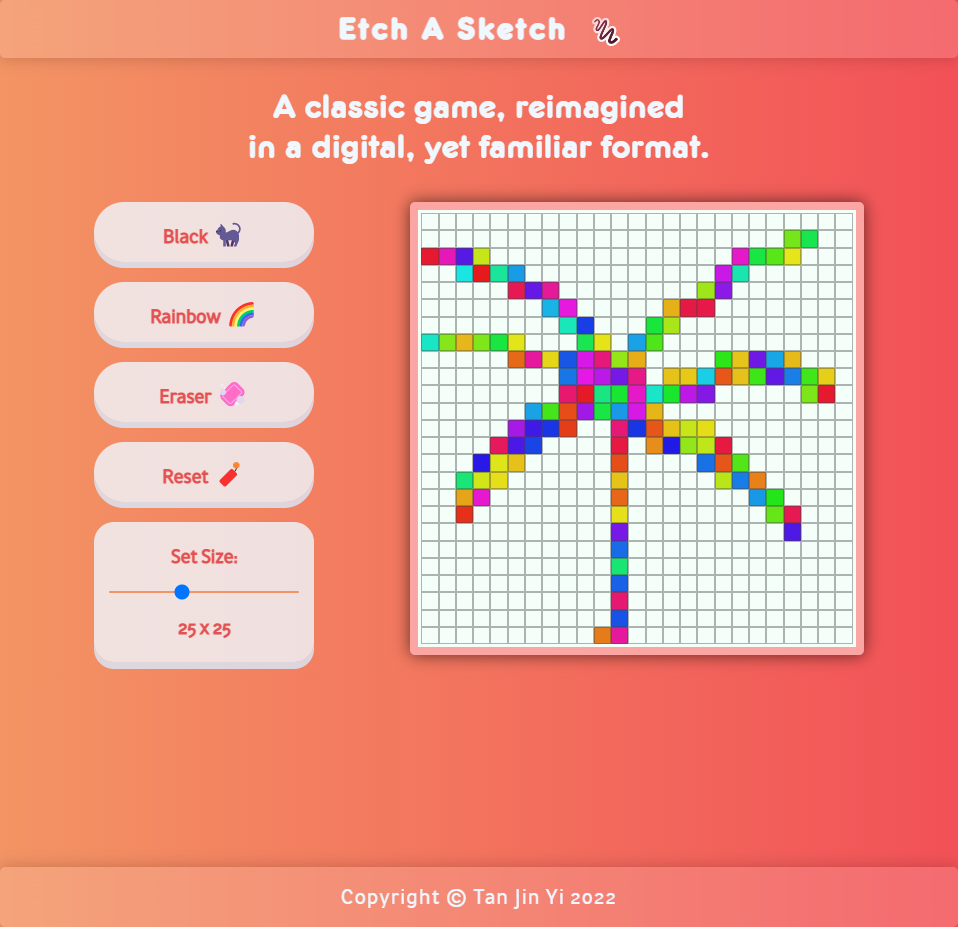 Etch A Sketch
A classic game, reimagined
in a digital, yet familiar format.
Black
Rainbow
Eraser
Reset
Set Size:
25 x 25
Copyright © Tan Jin Yi 2022